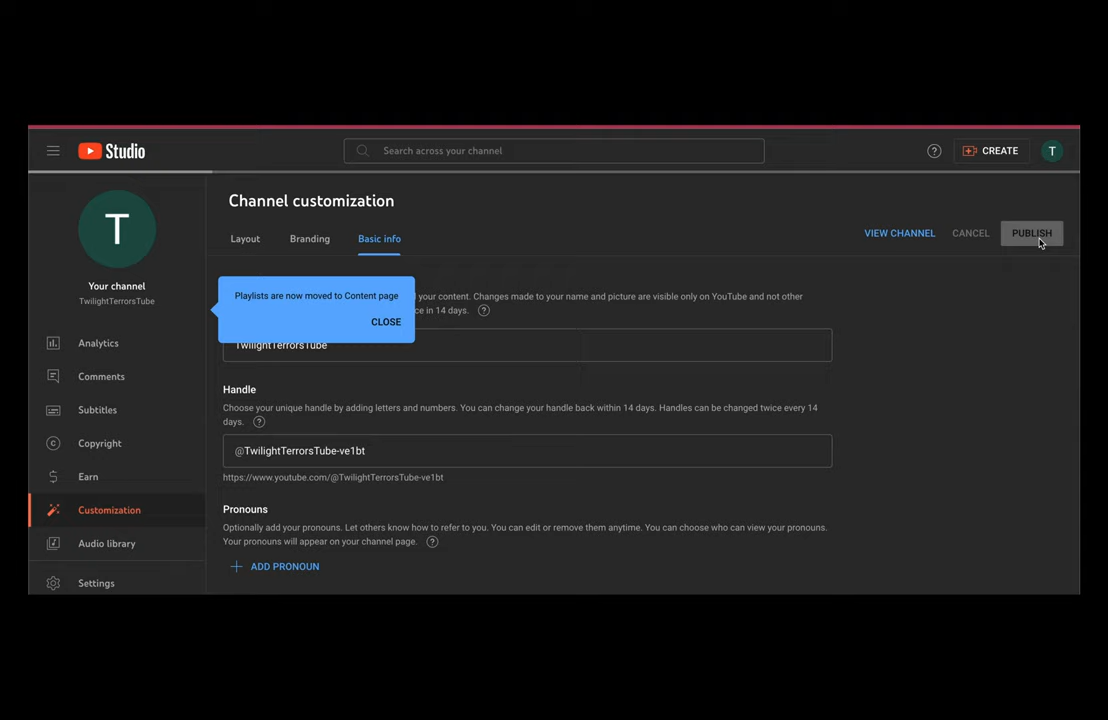 Studio
Search across your channel
CREATE
T
T
Your channel
TwilightTerrorsTube
Analytics
Comments
Subtitles
Copyright
Earn
Customization
Audio library
Settings
Channel customization
Layout
Branding
Basic info
VIEW CHANNEL
CANCEL
PUBLISH
Playlists are now moved to Content page
CLOSE
your content. Changes made to your name and picture are visible only on YouTube and not other
in 14 days.
TwilightTerrorsTube
Handle
Choose your unique handle by adding letters and numbers. You can change your handle back within 14 days. Handles can be changed twice every 14
days.
@TwilightTerrorsTube-ve1bt
https://www.youtube.com/@TwilightTerrorsTube-ve1bt
Pronouns
Optionally add your pronouns. Let others know how to refer to you. You can edit or remove them anytime. You can choose who can view your pronouns.
Your pronouns will appear on your channel page.
ADD PRONOUN